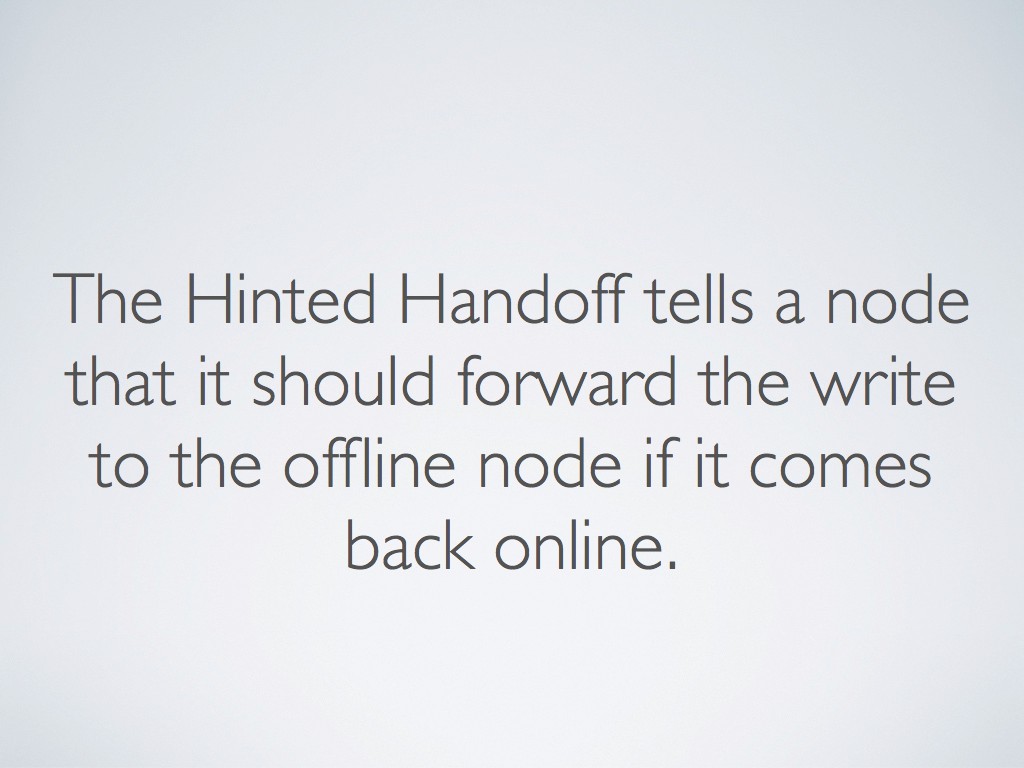 The Hinted Handoff tells a node
that it should forward the write
to the offline node if it comes
back online.